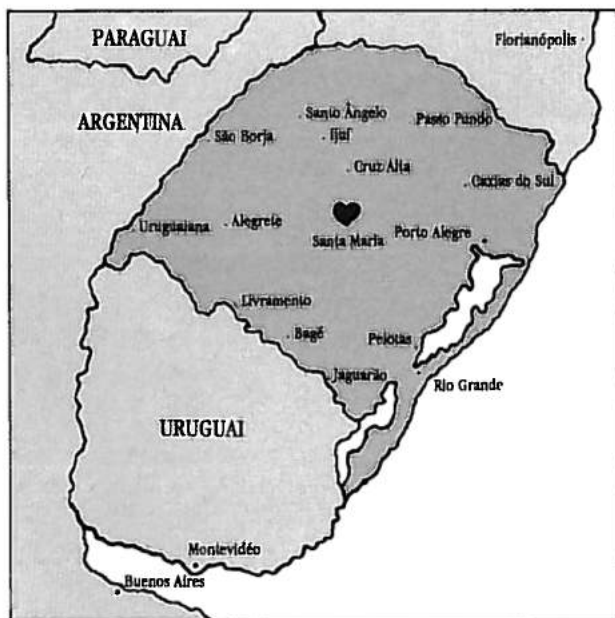 PARAGUAI
Florianópolis
ARGENTINA
Santo Ângelo
Passo Fundo
São Borja
Ijuí
Cruz Alta
Caxias do Sul
Uruguaiana
Alegrete
Santa Maria
Porto Alegre
Livramento
Bagé
Pelotas
Jaguarão
Rio Grande
URUGUAI
Montevidéo
Buenos Aires